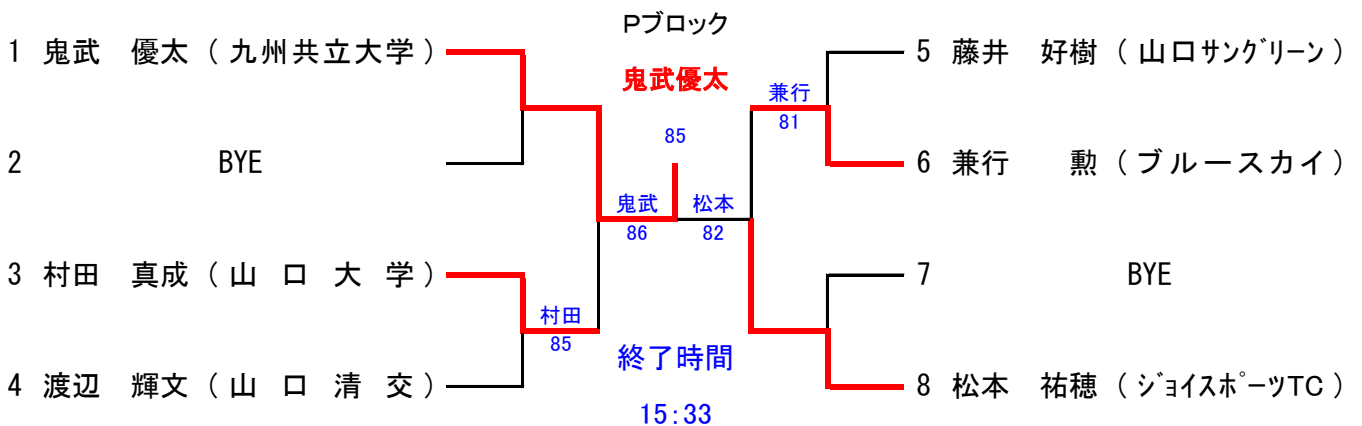 Pブロック
鬼武優太
1 鬼武 優太 ( 九州共立大学 )
2 BYE
3 村田 真成 ( 山 口 大 学 )
4 渡辺 輝文 ( 山 口 清 交 )
村田
85
鬼武
86
85
松本
82
兼行
81
5 藤井 好樹 ( 山口サングリーン )
6 兼行 勲 ( ブルースカイ )
7 BYE
8 松本 祐穂 ( ジョイスポーツTC )
終了時間
15:33